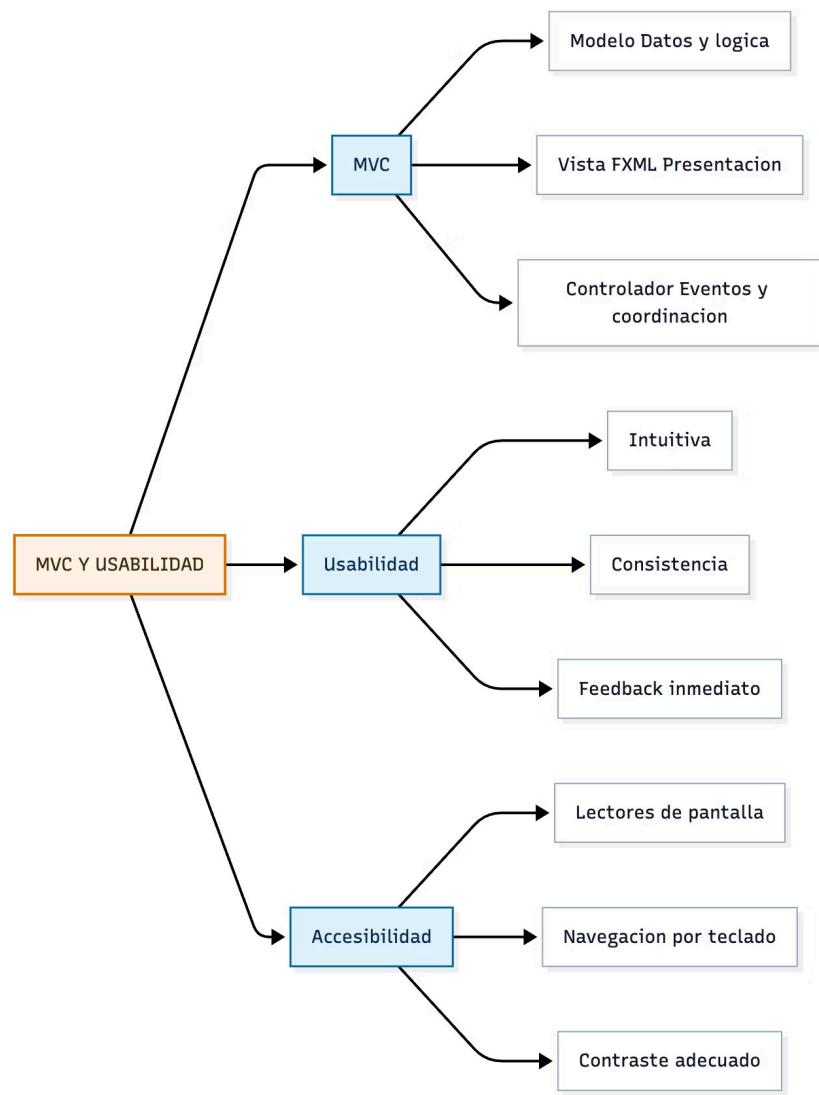 MVC Y USABILIDAD
MVC
Modelo Datos y logica
Vista FXML Presentacion
Controlador Eventos y
coordinacion
Usabilidad
Intuitiva
Consistencia
Feedback inmediato
Accesibilidad
Lectores de pantalla
Navegacion por teclado
Contraste adecuado